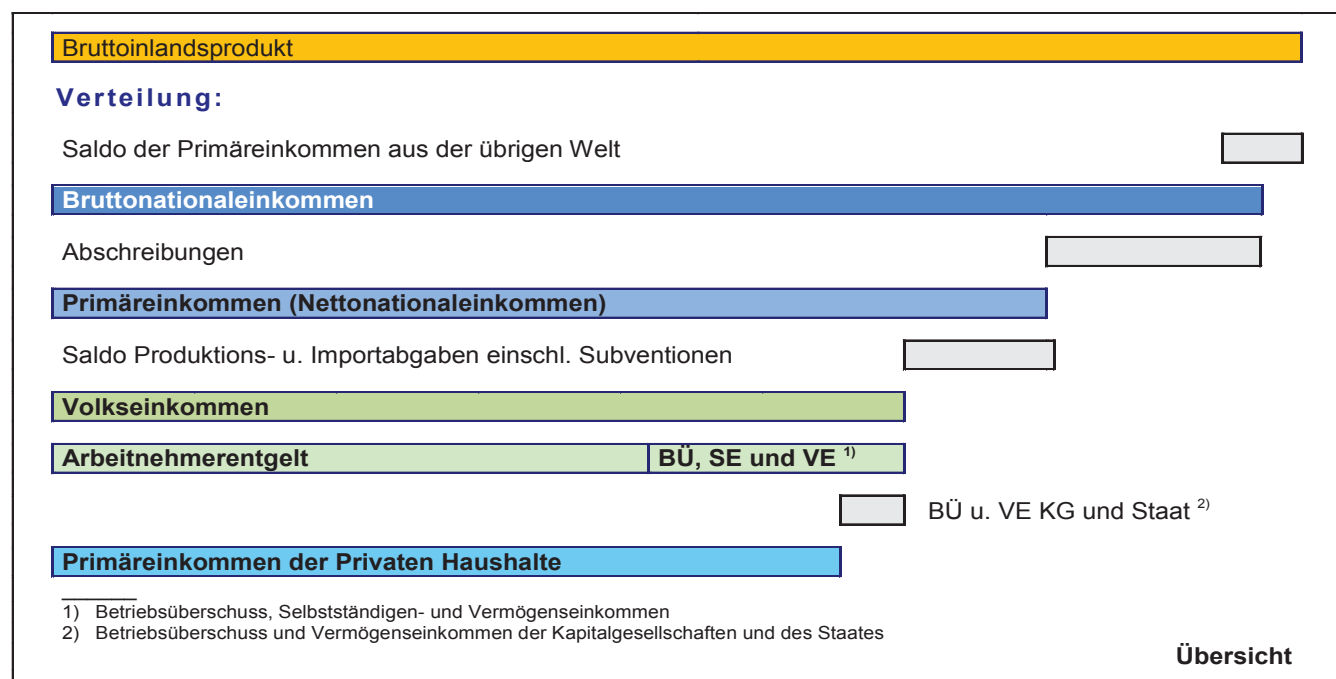 Bruttoinlandsprodukt
Verteilung:
Saldo der Primäreinkommen aus der übrigen Welt
Bruttonationaleinkommen
Abschreibungen
Primäreinkommen (Nettonationaleinkommen)
Saldo Produktions- u. Importabgaben einschl. Subventionen
Volkseinkommen
Arbeitnehmerentgelt BÜ, SE und VE 1)
BÜ u. VE KG und Staat 2)
Primäreinkommen der Privaten Haushalte
1) Betriebsüberschuss, Selbstständigen- und Vermögenseinkommen
2) Betriebsüberschuss und Vermögenseinkommen der Kapitalgesellschaften und des Staates
Übersicht